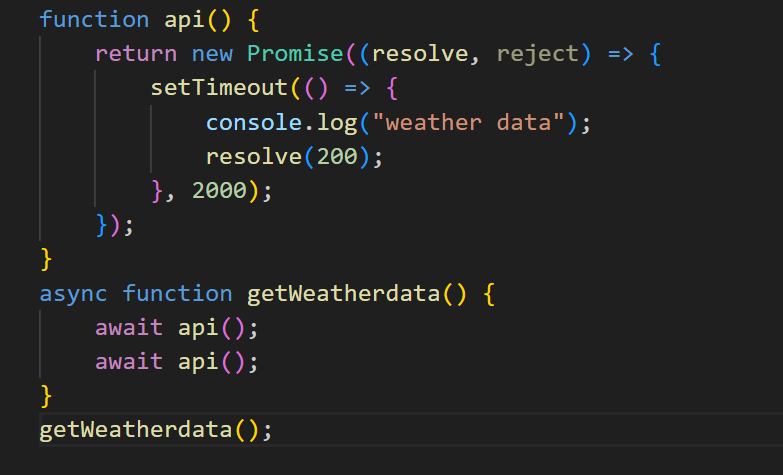 function api() {
    return new Promise((resolve, reject) => {
        setTimeout(() => {
            console.log("weather data");
            resolve(200);
        }, 2000);
    });
}
async function getWeatherdata() {
    await api();
    await api();
}
getWeatherdata();